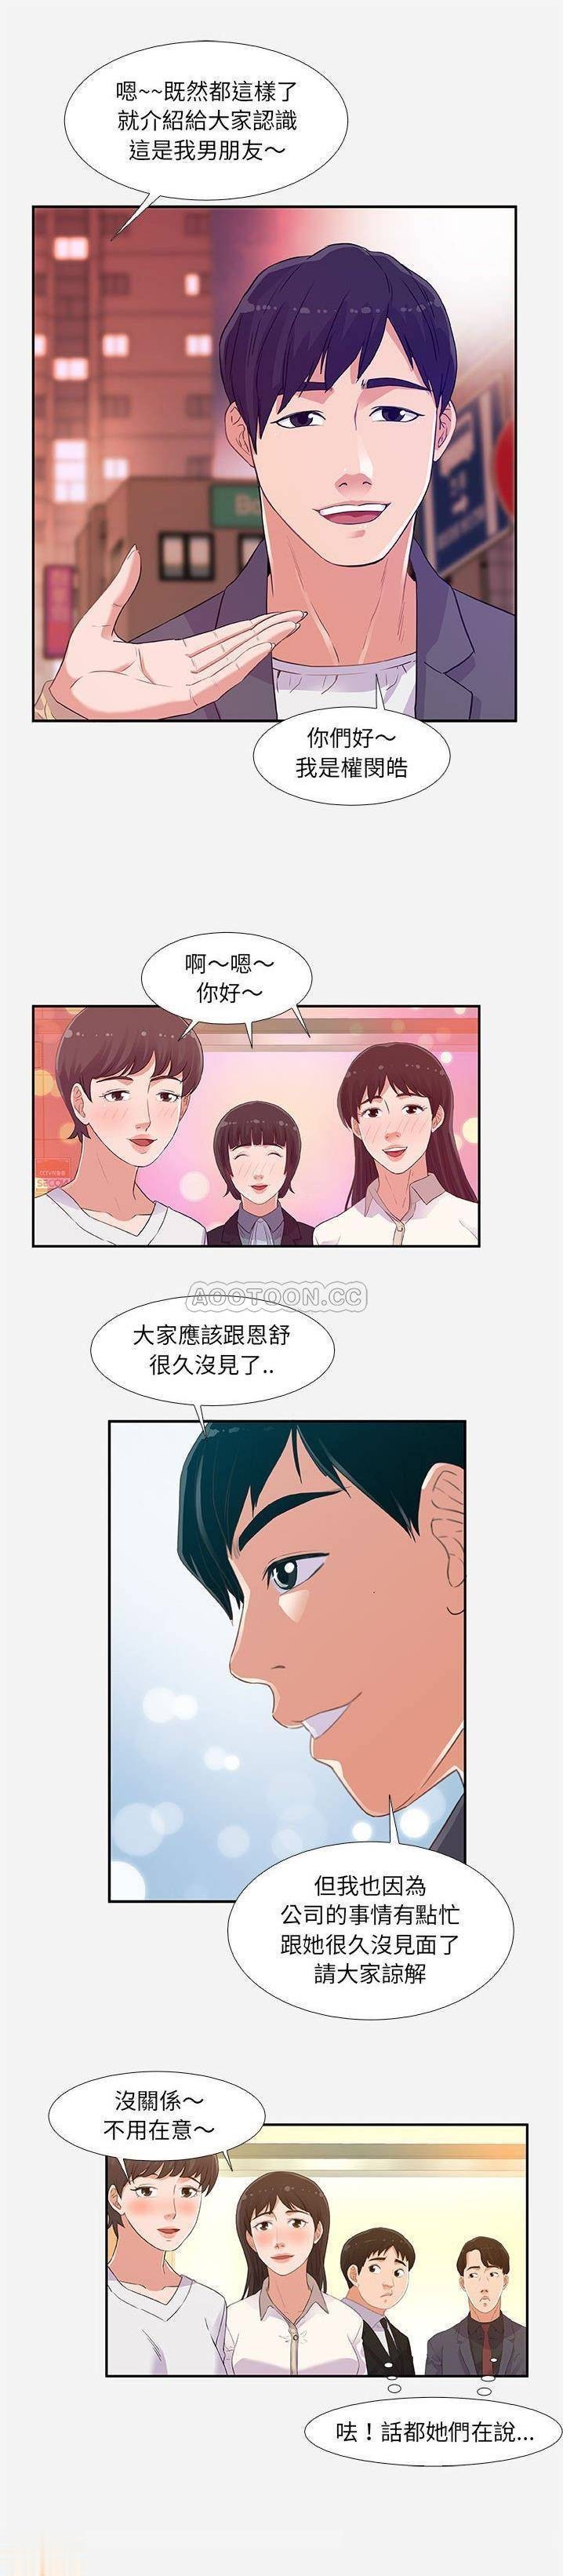 嗯~~既然都這樣了
就介紹給大家認識
這是我男朋友～
你們好～
我是權閔皓
啊～嗯～
你好～
AOOTOON.CC
大家應該跟恩舒
很久沒見了..
但我也因為
公司的事情有點忙
跟她很久沒見面了
請大家諒解
沒關係～
不用在意～
呿！話都她們在說...